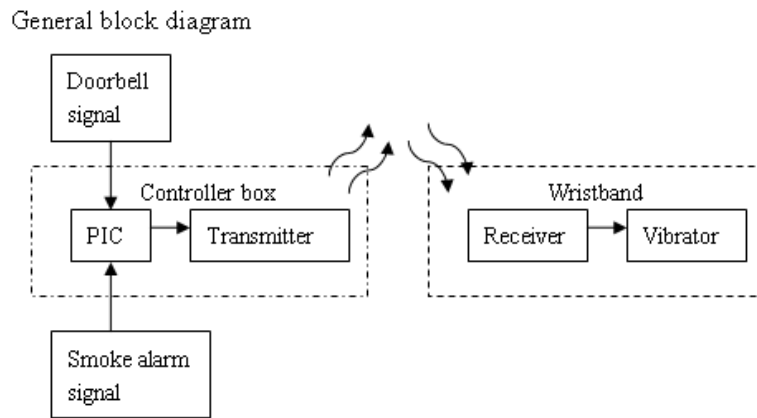 General block diagram
Doorbell
signal
Controller box
Wristband
PIC
Transmitter
Receiver
Vibrator
Smoke alarm
signal